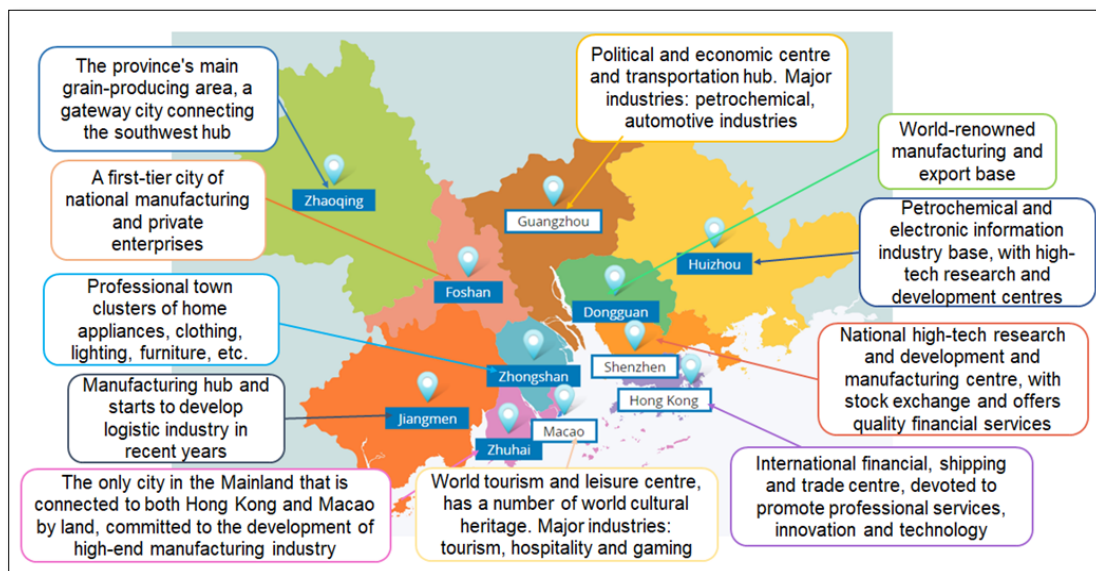 The province's main
grain-producing area, a
gateway city connecting
the southwest hub
Political and economic centre
and transportation hub. Major
industries: petrochemical,
automotive industries
World-renowned
manufacturing and
export base
A first-tier city of
national manufacturing
and private
enterprises
Petrochemical and
electronic information
industry base, with high-
tech research and
development centres
Professional town
clusters of home
appliances, clothing,
lighting, furniture, etc.
National high-tech research
and development and
manufacturing centre, with
stock exchange and offers
quality financial services
Manufacturing hub and
starts to develop
logistic industry in
recent years
The only city in the Mainland that is
connected to both Hong Kong and Macao
by land, committed to the development of
high-end manufacturing industry
World tourism and leisure centre,
has a number of world cultural
heritage. Major industries:
tourism, hospitality and gaming
International financial, shipping
and trade centre, devoted to
promote professional services,
innovation and technology
Zhaoqing
Guangzhou
Huizhou
Foshan
Dongguan
Shenzhen
Zhongshan
Hong Kong
Jiangmen
Macao
Zhuhai